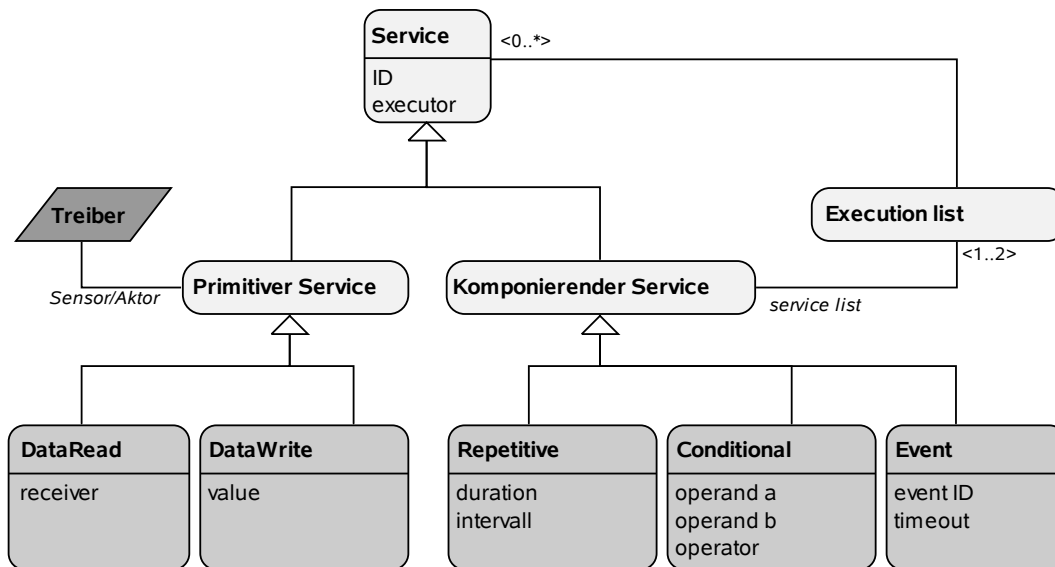 Service
<0..*>
ID
executor
Treiber
Execution list
<1..2>
Sensor/Aktor
Primitiver Service
Komponierender Service
service list
DataRead
receiver
DataWrite
value
Repetitive
duration
intervall
Conditional
operand a
operand b
operator
Event
event ID
timeout